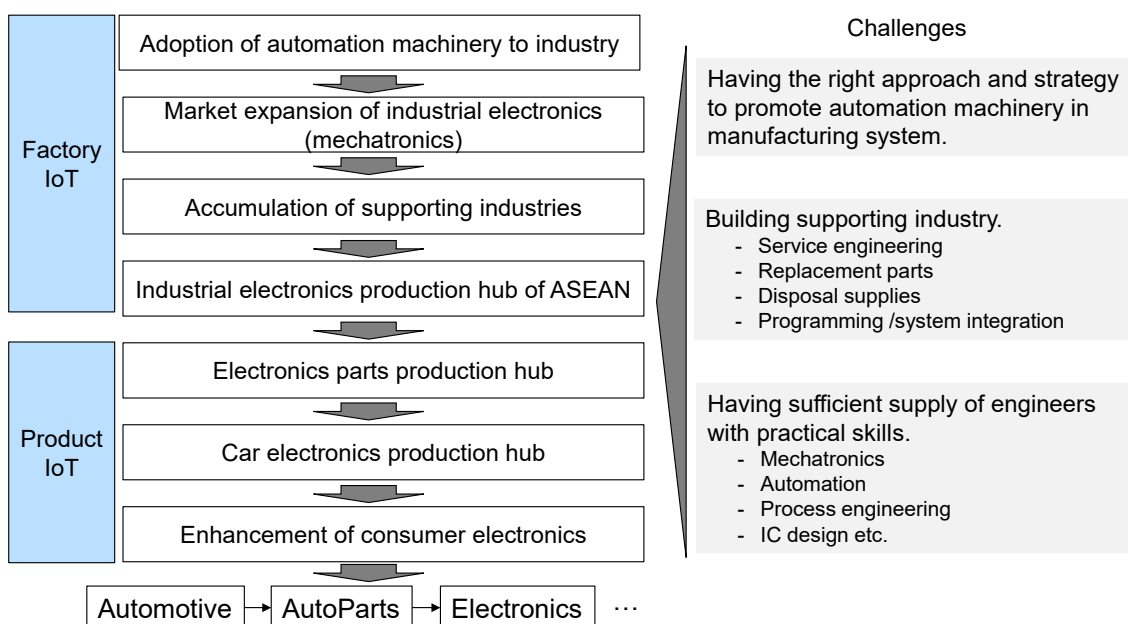 Factory
IoT
Adoption of automation machinery to industry
Market expansion of industrial electronics
(mechatronics)
Accumulation of supporting industries
Industrial electronics production hub of ASEAN
Product
IoT
Electronics parts production hub
Car electronics production hub
Enhancement of consumer electronics
Automotive
AutoParts
Electronics
…
Challenges
Having the right approach and strategy
to promote automation machinery in
manufacturing system.
Building supporting industry.
- Service engineering
- Replacement parts
- Disposal supplies
- Programming /system integration
Having sufficient supply of engineers
with practical skills.
- Mechatronics
- Automation
- Process engineering
- IC design etc.